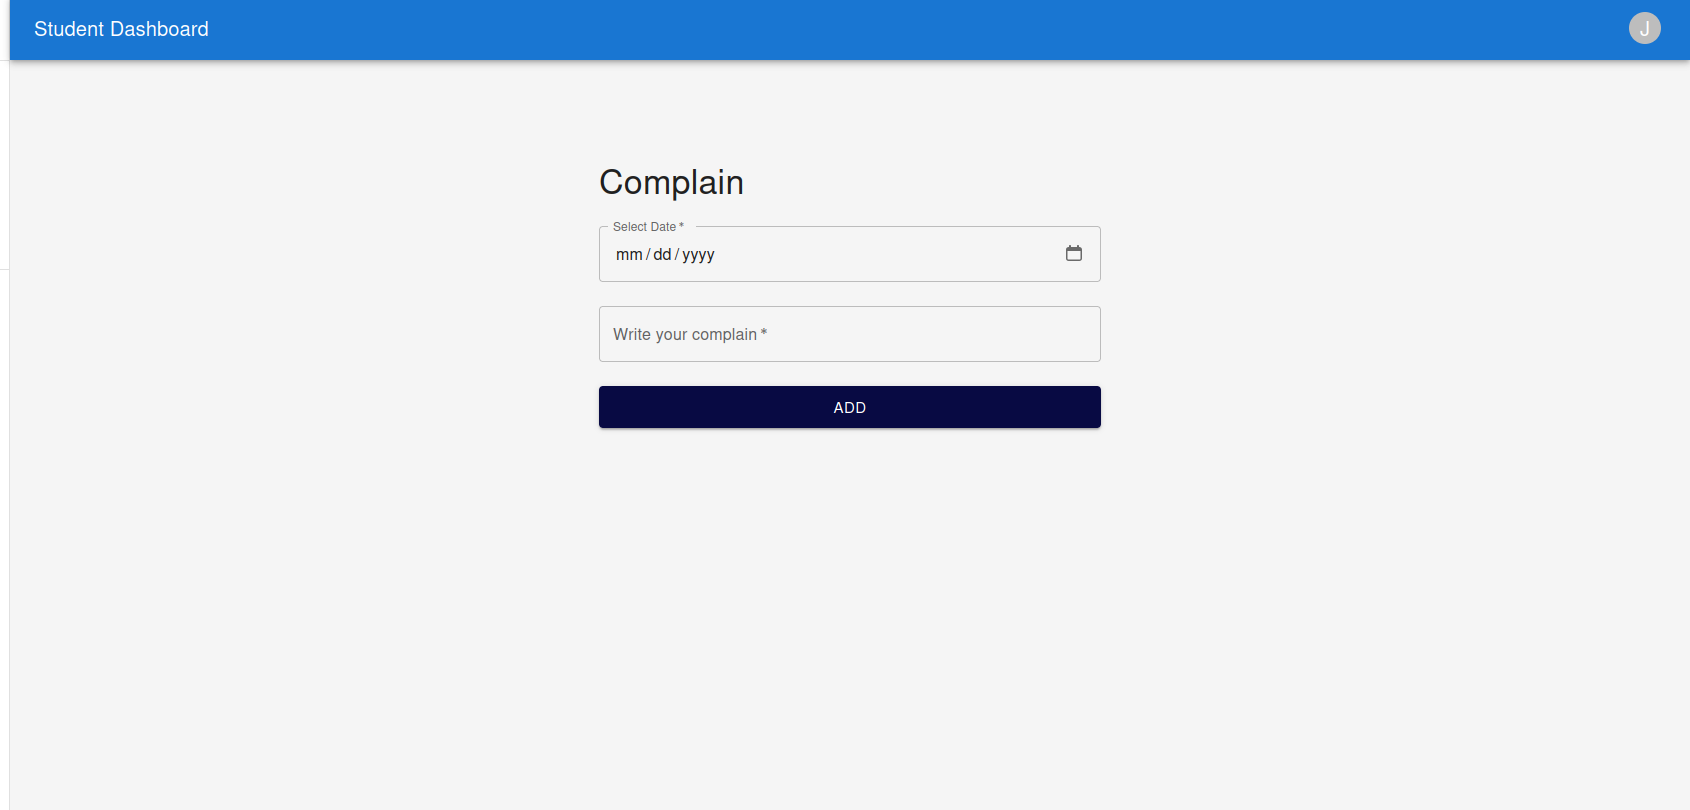 Student Dashboard
J
Complain
Select Date *
mm/dd/yyyy
Write your complain *
ADD